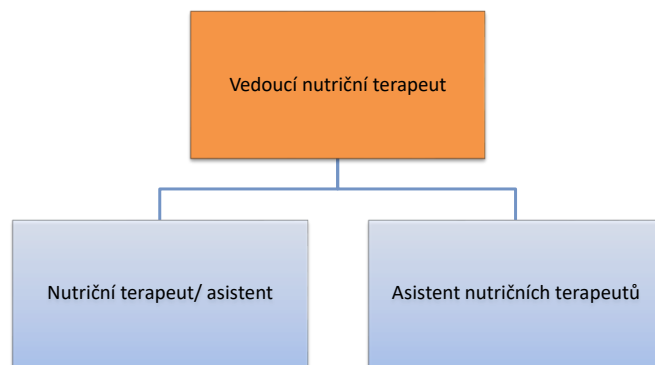 Vedoucí nutriční terapeut
Nutriční terapeut/ asistent
Asistent nutričních terapeutů